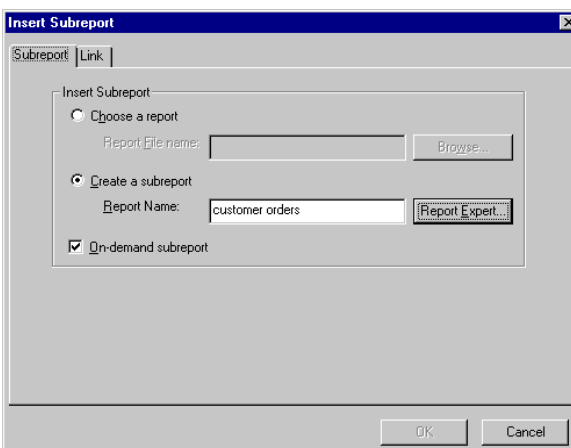 Insert Subreport
Subreport Link
Insert Subreport
Choose a report
Report File name:
Browse...
Create a subreport
Report Name: customer orders Report Expert...
On-demand subreport
OK Cancel